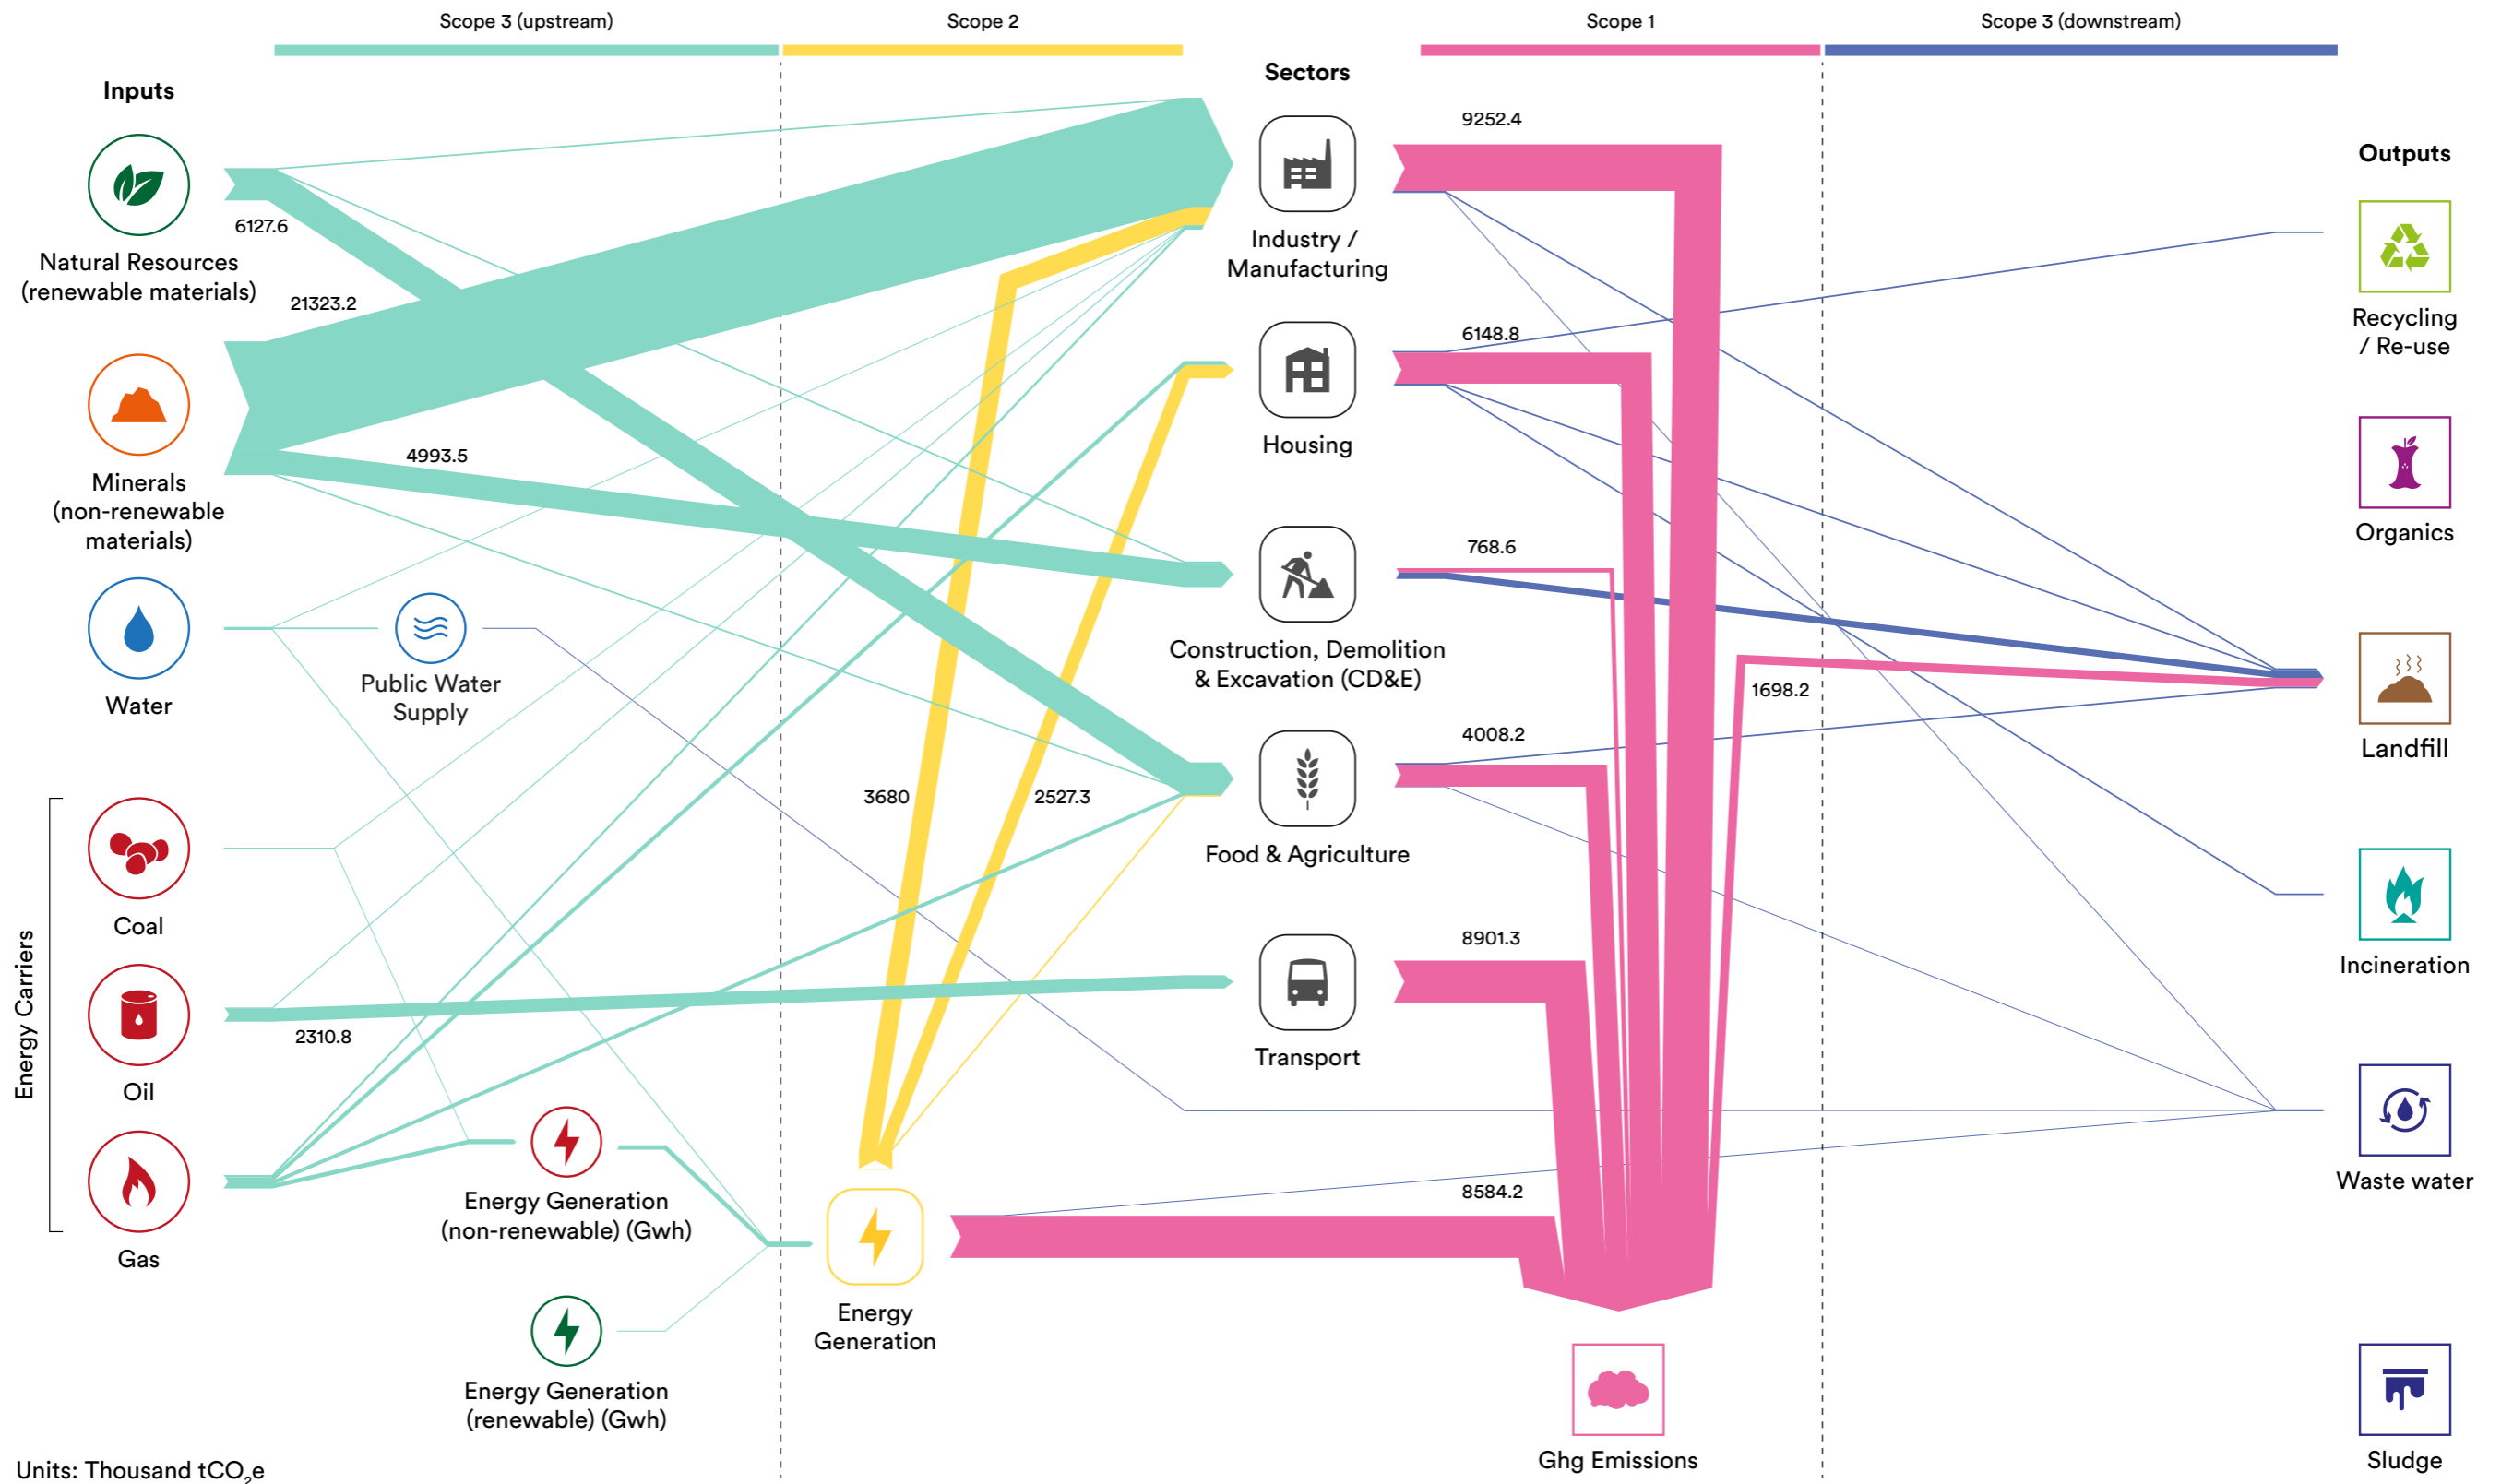 Scope 3 (upstream)
Scope 2
Scope 1
Scope 3 (downstream)
Inputs
Natural Resources
(renewable materials)
Minerals
(non-renewable
materials)
Water
Public Water
Supply
Energy Carriers
Coal
Oil
Gas
Energy Generation
(non-renewable) (Gwh)
Energy Generation
(renewable) (Gwh)
6127.6
21323.2
4993.5
2310.8
3680
2527.3
Energy
Generation
Sectors
Industry /
Manufacturing
Housing
Construction, Demolition
& Excavation (CD&E)
Food & Agriculture
Transport
9252.4
6148.8
768.6
4008.2
8901.3
8584.2
1698.2
Ghg Emissions
Outputs
Recycling
/ Re-use
Organics
Landfill
Incineration
Waste water
Sludge
Units: Thousand tCO₂e